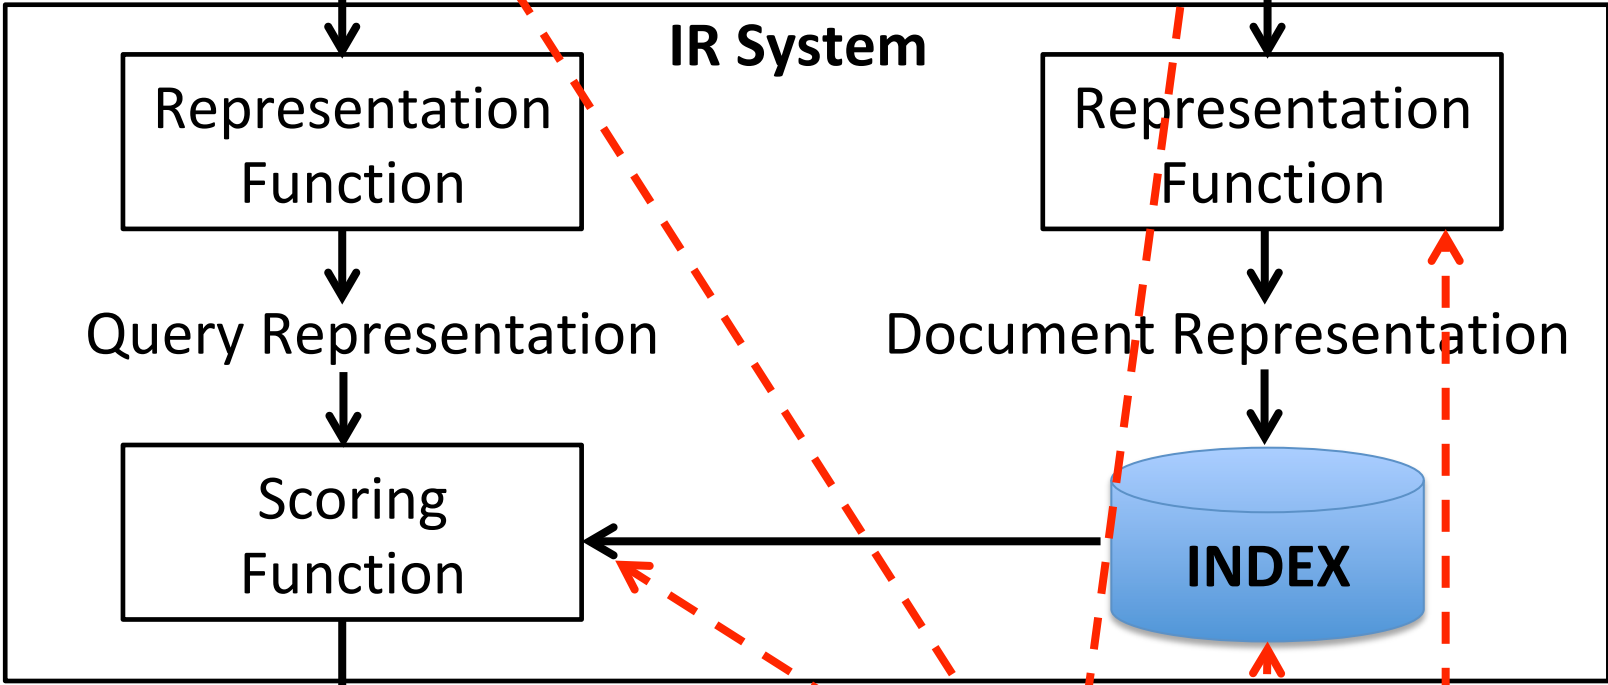 IR System
Representation
Function
Representation
Function
Query Representation
Document Representation
Scoring
Function
INDEX